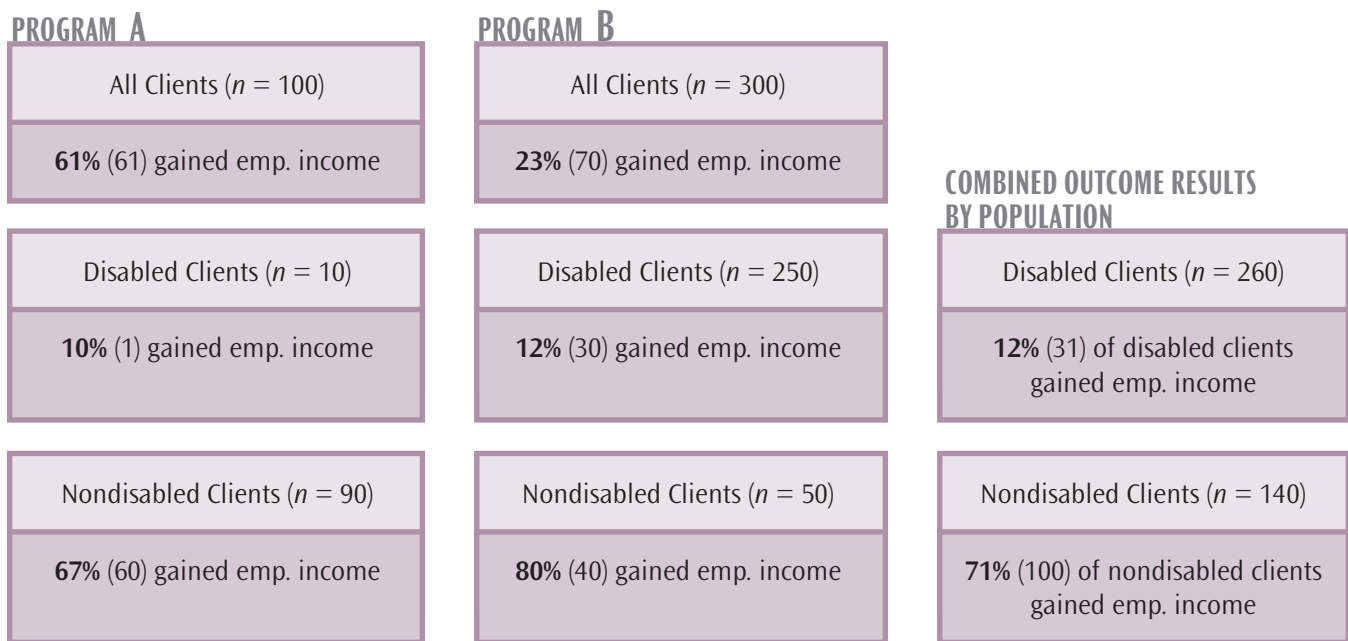 PROGRAM A
All Clients (n = 100)
61% (61) gained emp. income
Disabled Clients (n = 10)
10% (1) gained emp. income
Nondisabled Clients (n = 90)
67% (60) gained emp. income
PROGRAM B
All Clients (n = 300)
23% (70) gained emp. income
Disabled Clients (n = 250)
12% (30) gained emp. income
Nondisabled Clients (n = 50)
80% (40) gained emp. income
COMBINED OUTCOME RESULTS
BY POPULATION
Disabled Clients (n = 260)
12% (31) of disabled clients
gained emp. income
Nondisabled Clients (n = 140)
71% (100) of nondisabled clients
gained emp. income